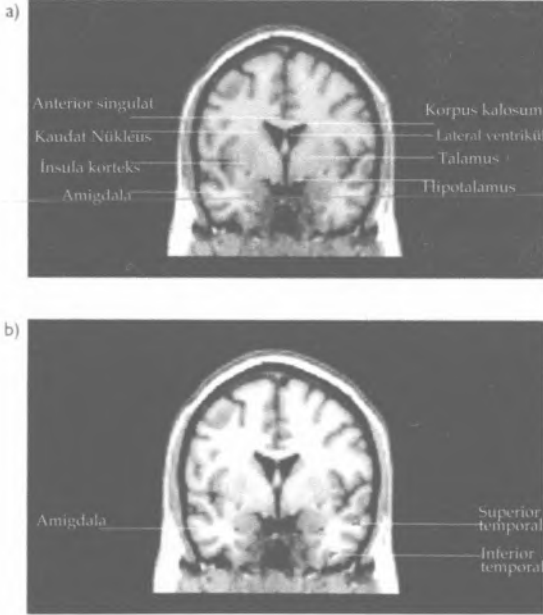 a)
Anterior singulat
Korpus kalosum
Kaudat Nükleus
Lateral ventrikül
İnsula korteks
Talamus
Hipotalamus
Amigdala
b)
Amigdala
Superior
temporal
Inferior
temporal